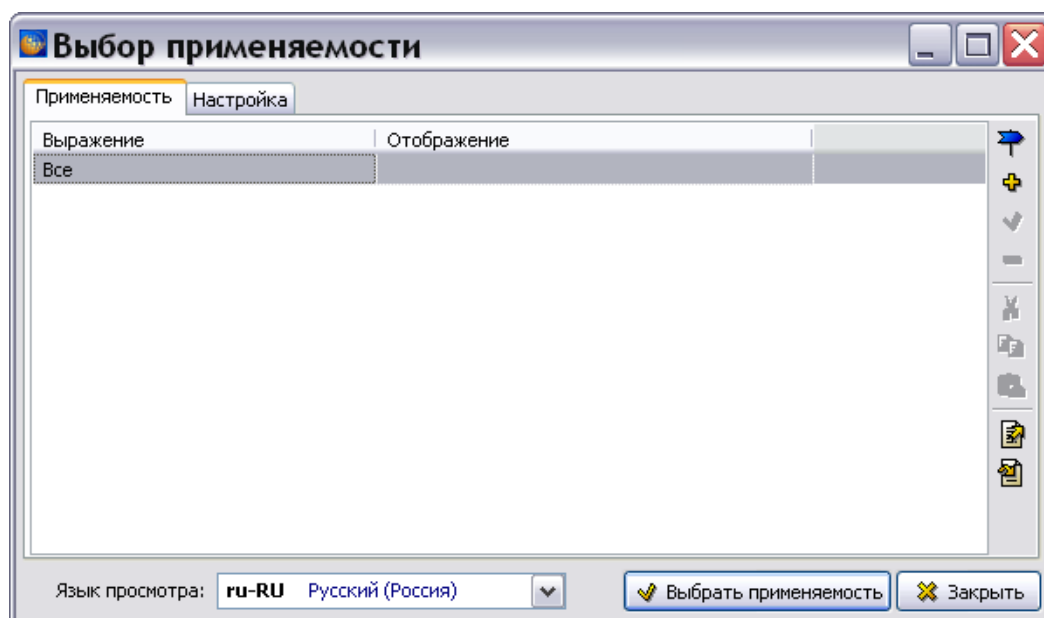 Выбор применяемости
Применяемость Настройка
Выражение Отображение
Все
Язык просмотра: ru-RU Русский (Россия) Выбрать применяемость Закрыть